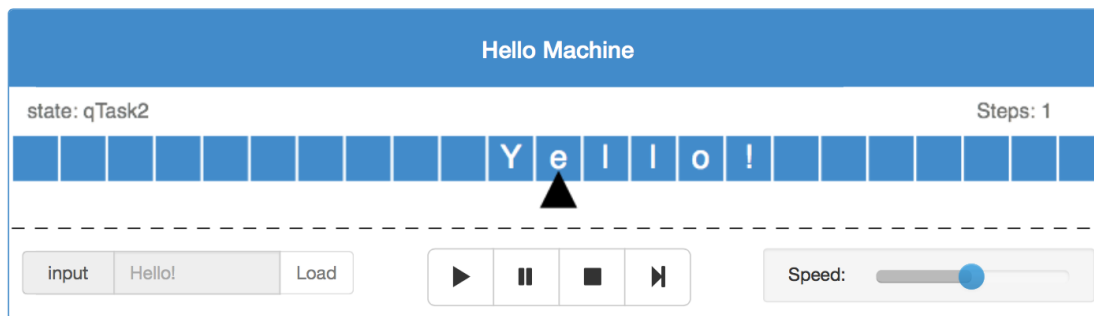 Hello Machine
state: qTask2 Steps: 1
Y e l l o !
input Hello! Load Speed: